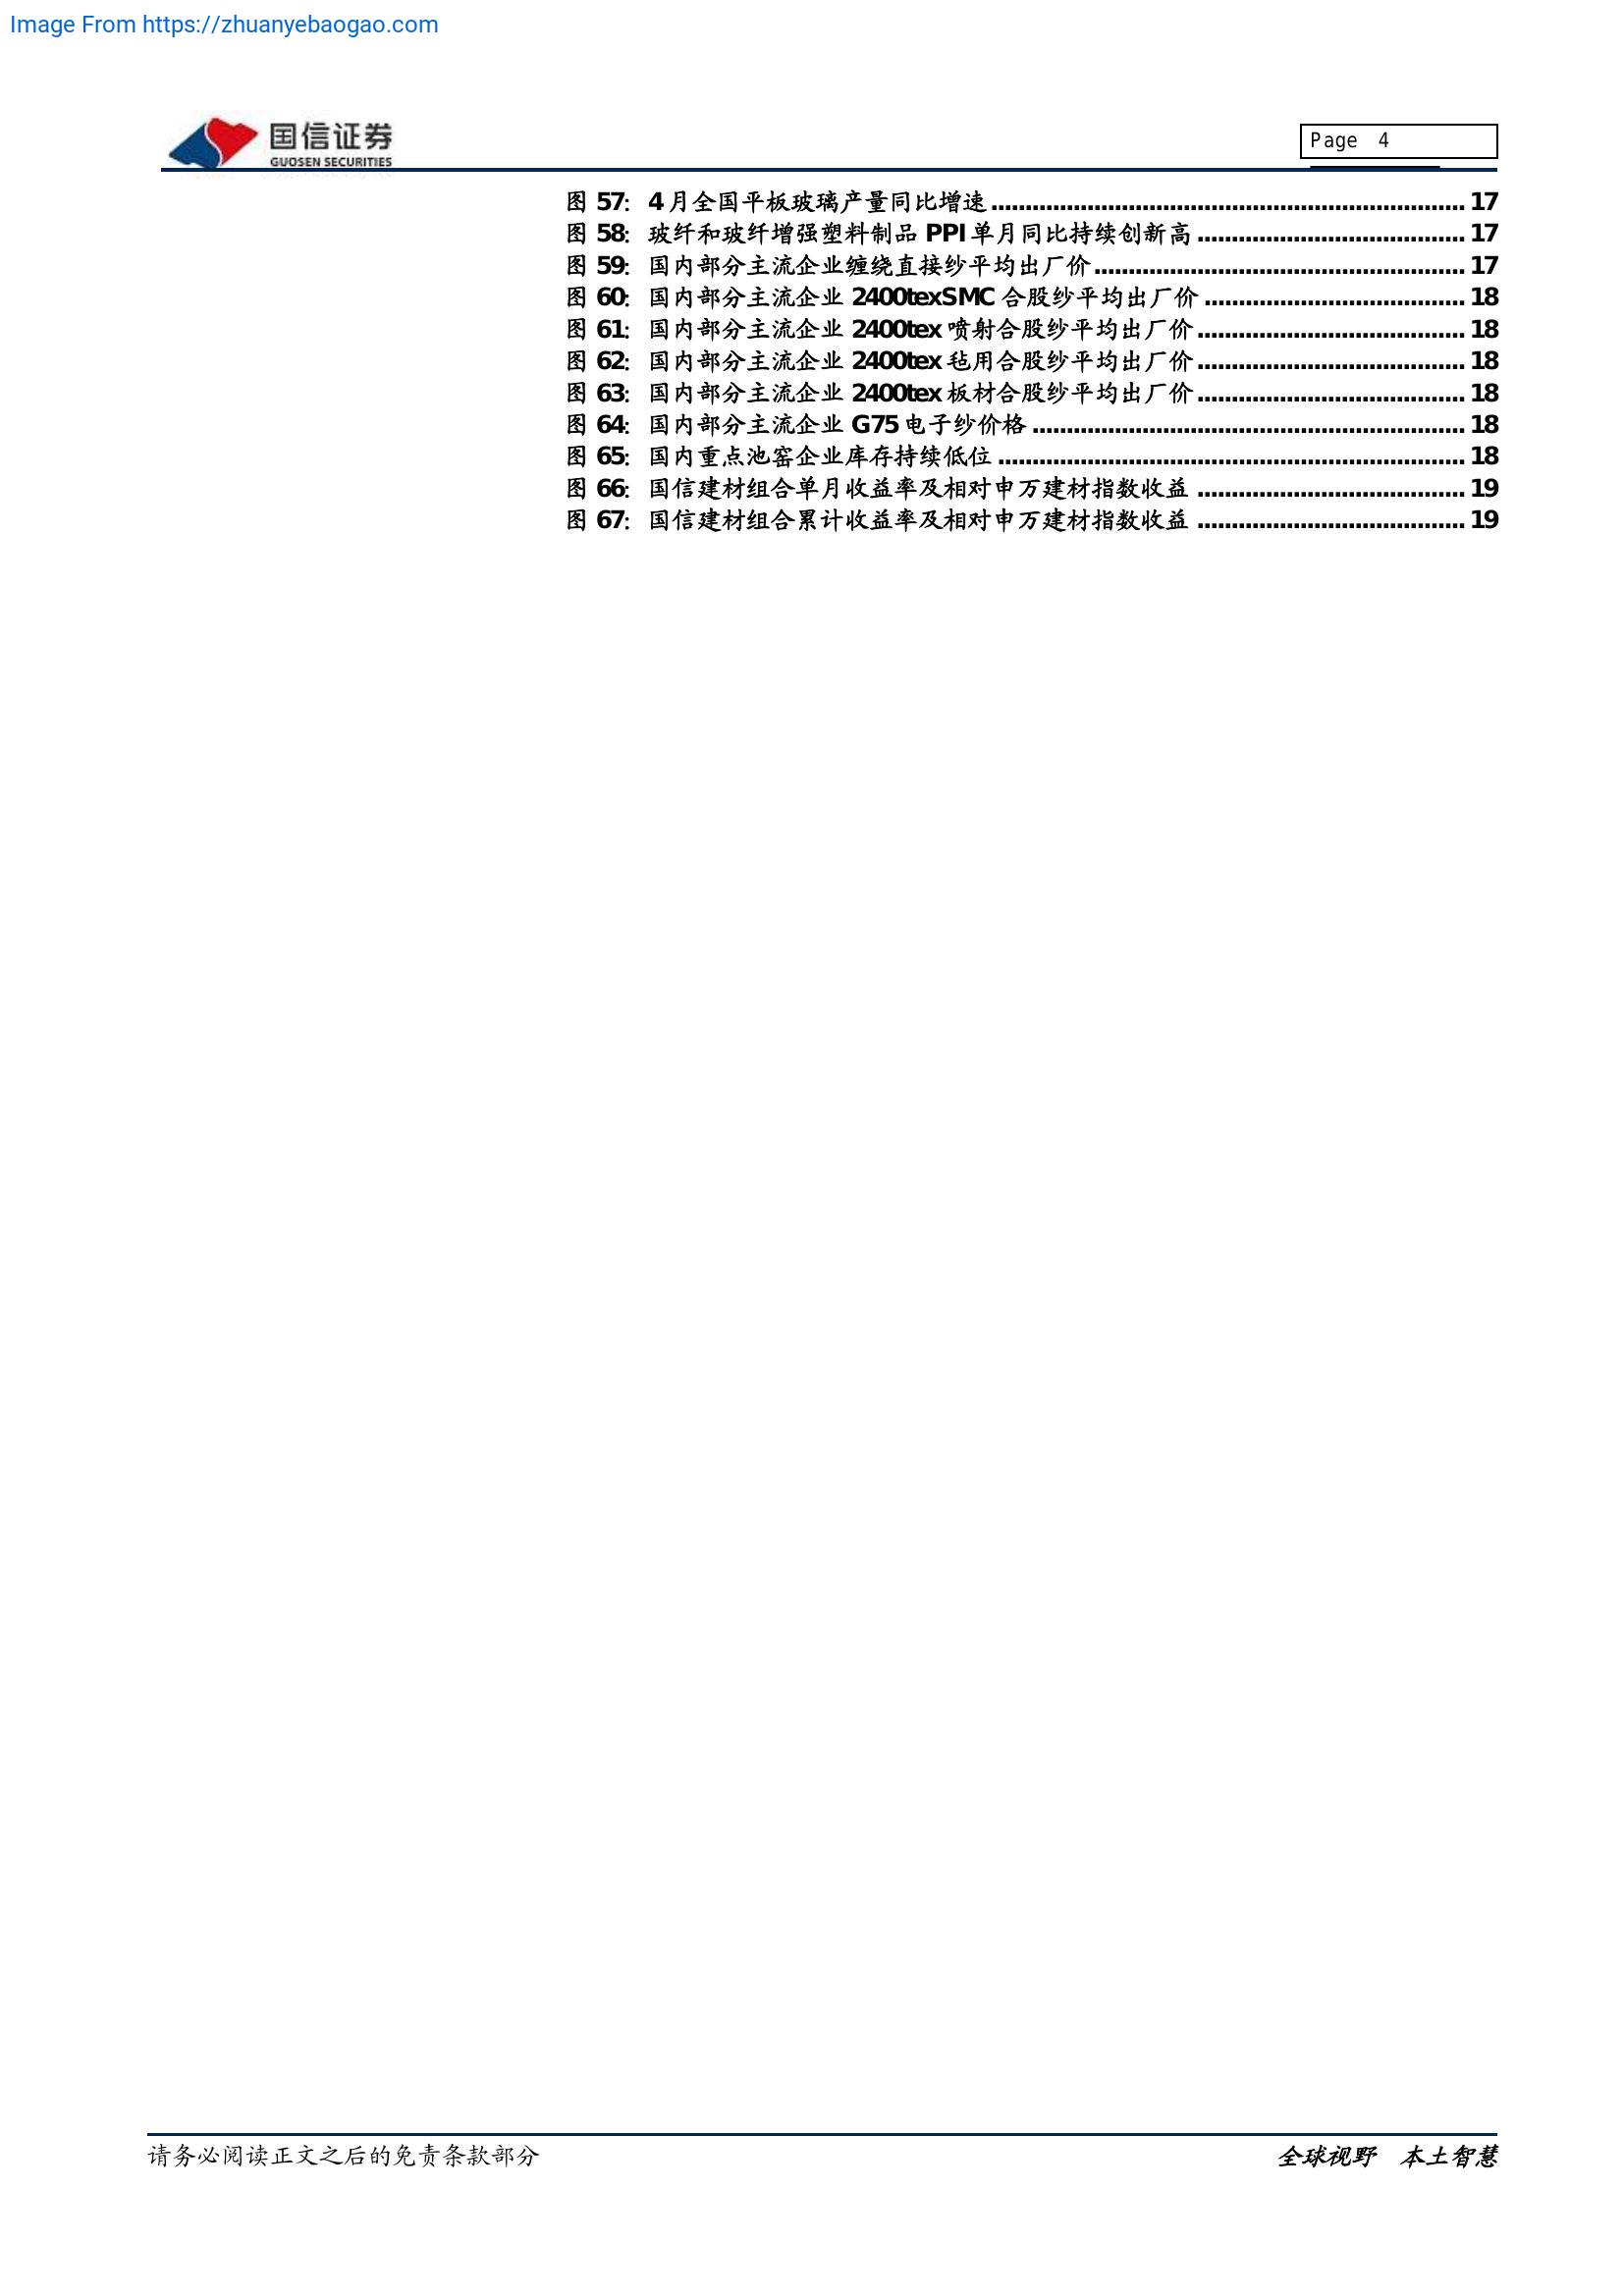 Image From https://zhuanyebaogao.com
国信证券
GUOSEN SECURITIES
Page 4
图 57: 4月全国平板玻璃产量同比增速 17
图 58: 玻纤和玻纤增强塑料制品 PPI 单月同比持续创新高 17
图 59: 国内部分主流企业缠绕直接纱平均出厂价 17
图 60: 国内部分主流企业 2400texSMC 合股纱平均出厂价 18
图 61: 国内部分主流企业 2400tex 喷射合股纱平均出厂价 18
图 62: 国内部分主流企业 2400tex 毡用合股纱平均出厂价 18
图 63: 国内部分主流企业 2400tex 板材合股纱平均出厂价 18
图 64: 国内部分主流企业 G75 电子纱价格 18
图 65: 国内重点池窑企业库存持续低位 18
图 66: 国信建材组合单月收益率及相对申万建材指数收益 19
图 67: 国信建材组合累计收益率及相对申万建材指数收益 19
请务必阅读正文之后的免责条款部分
全球视野 本土智慧